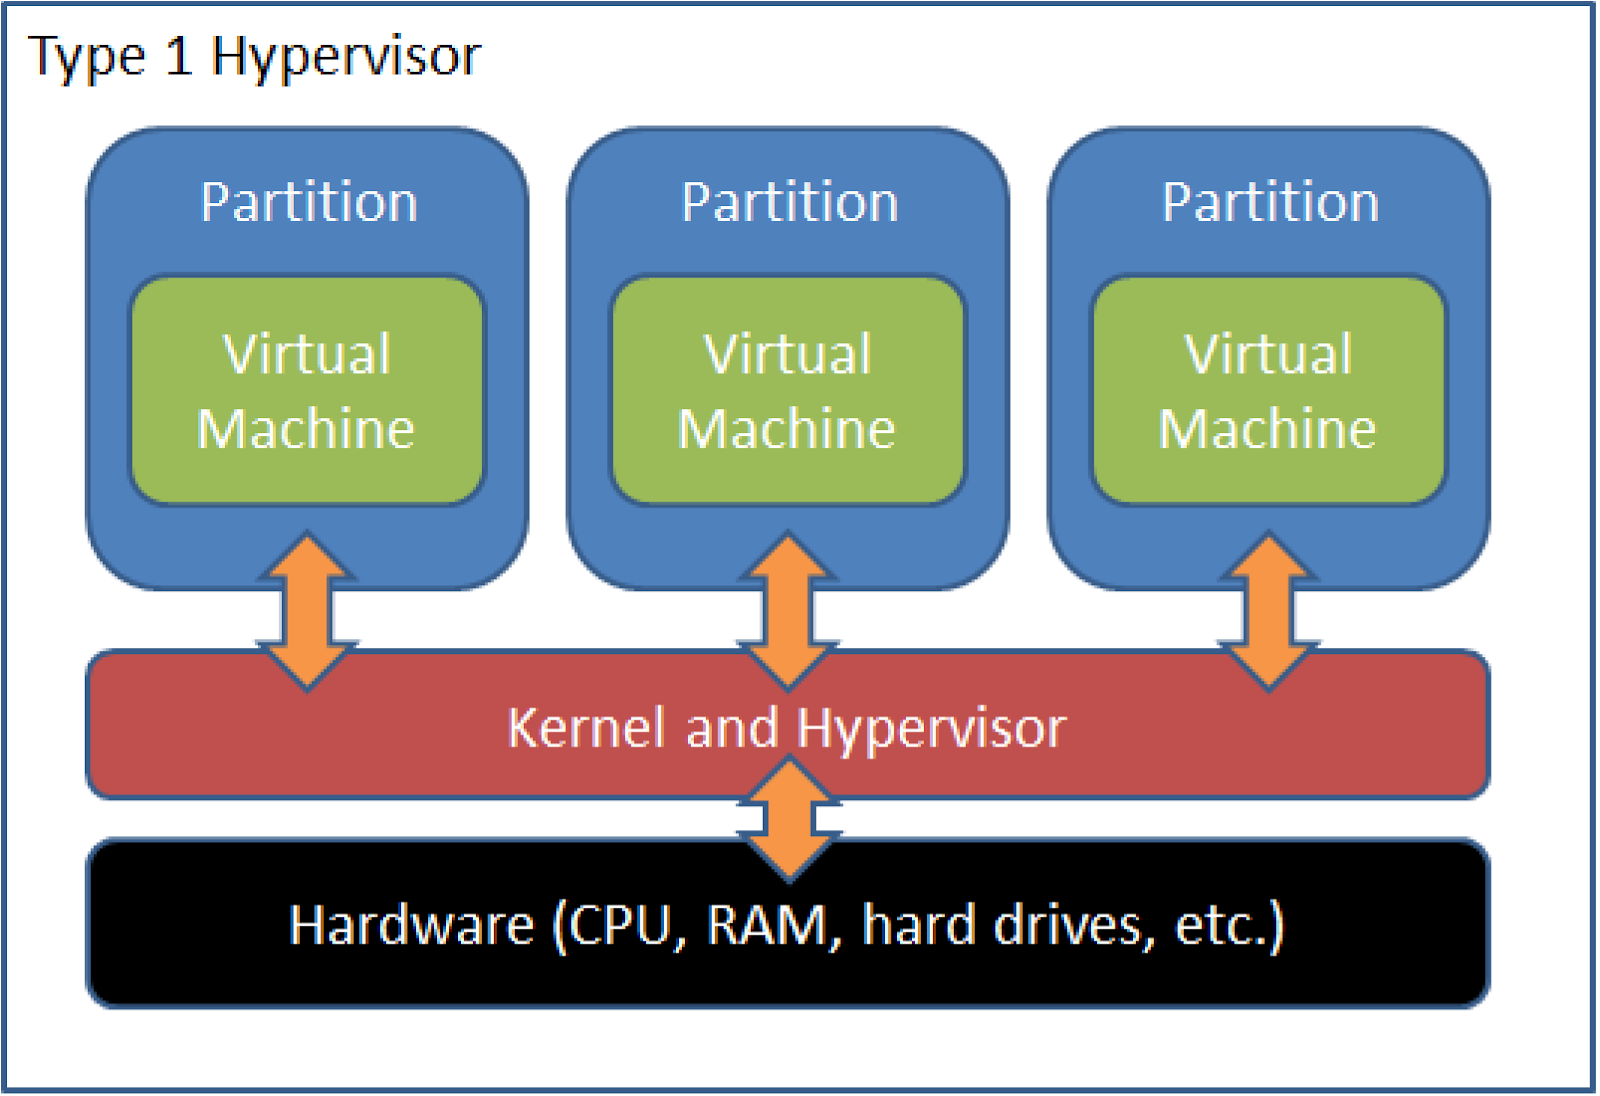 Type 1 Hypervisor
Partition
Virtual
Machine
Partition
Virtual
Machine
Partition
Virtual
Machine
Kernel and Hypervisor
Hardware (CPU, RAM, hard drives, etc.)